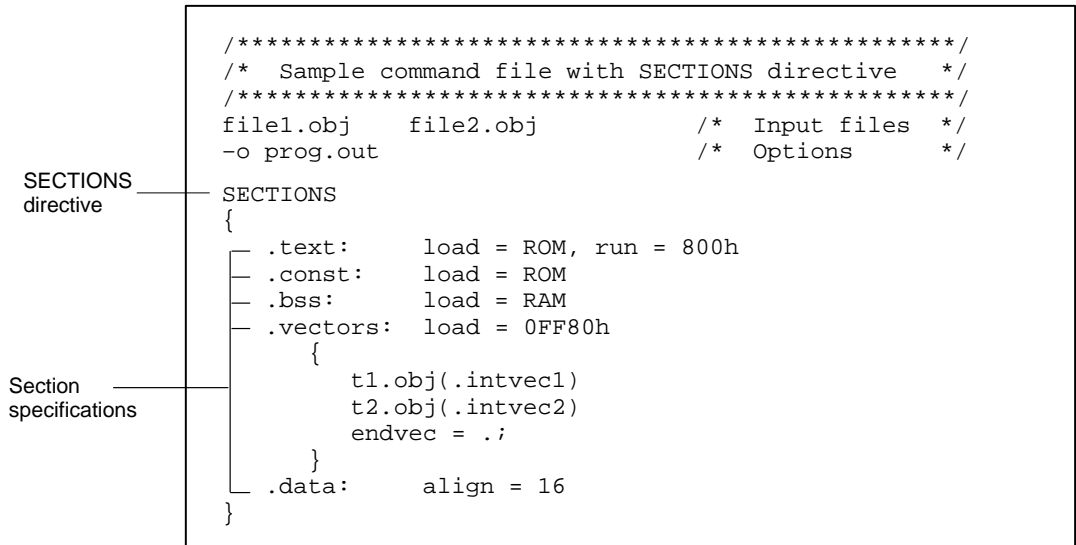 /**************************************************/
/*  Sample command file with SECTIONS directive   */
/**************************************************/
file1.obj    file2.obj           /*  Input files  */
–o prog.out                      /*  Options      */
SECTIONS
directive
SECTIONS
{
.text:     load = ROM, run = 800h
.const:    load = ROM
.bss:      load = RAM
.vectors:  load = 0FF80h
{
t1.obj(.intvec1)
t2.obj(.intvec2)
endvec = .;
}
.data:     align = 16
}
Section
specifications